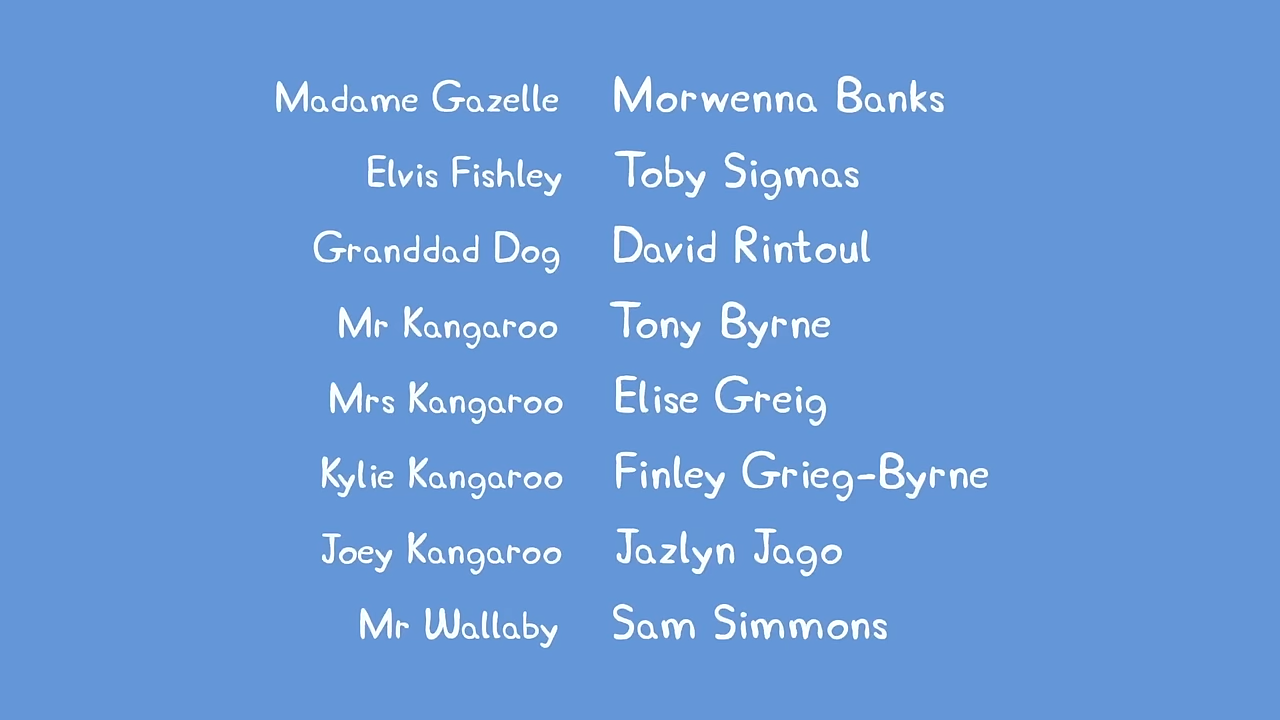 Madame Gazelle Morwenna Banks
Elvis Fishley Toby Sigmas
Granddad Dog David Rintoul
Mr Kangaroo Tony Byrne
Mrs Kangaroo Elise Greig
Kylie Kangaroo Finley Grieg-Byrne
Joey Kangaroo Jazlyn Jago
Mr Wallaby Sam Simmons